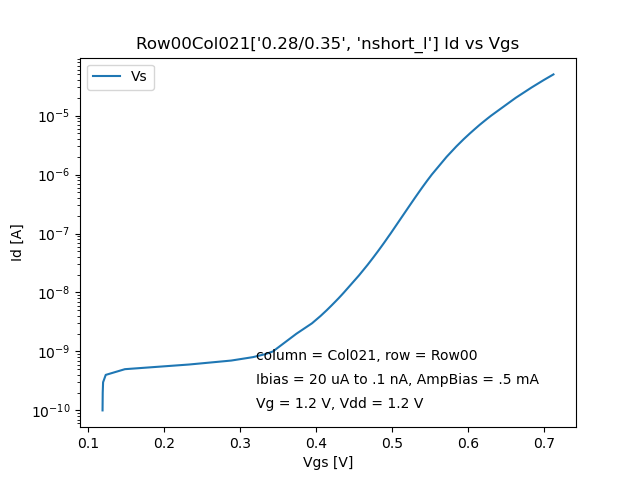 Row00Col021['0.28/0.35', 'nshort_l'] Id vs Vgs
Vs
Id [A]
10⁻⁵
10⁻⁶
10⁻⁷
10⁻⁸
10⁻⁹
10⁻¹⁰
column = Col021, row = Row00
Ibias = 20 uA to .1 nA, AmpBias = .5 mA
Vg = 1.2 V, Vdd = 1.2 V
0.1 0.2 0.3 0.4 0.5 0.6 0.7
Vgs [V]